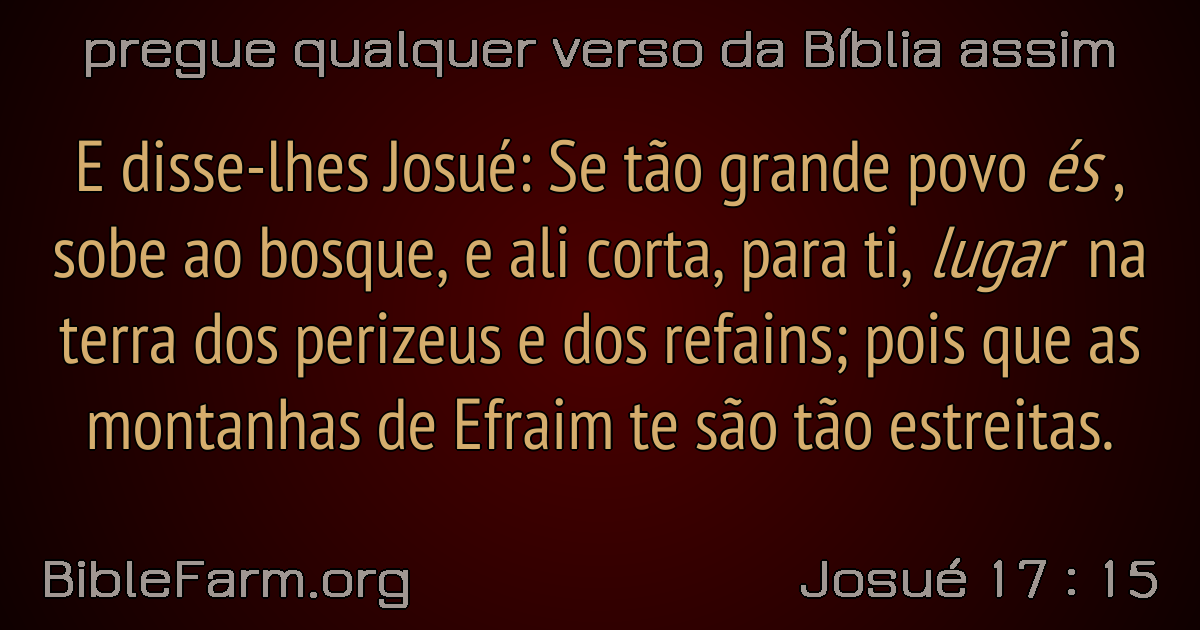 pregue qualquer verso da Bíblia assim
E disse-lhes Josué: Se tão grande povo és ,
sobe ao bosque, e ali corta, para ti, lugar na
terra dos perizeus e dos refains; pois que as
montanhas de Efraim te são tão estreitas.
BibleFarm.org
Josué 17 : 15